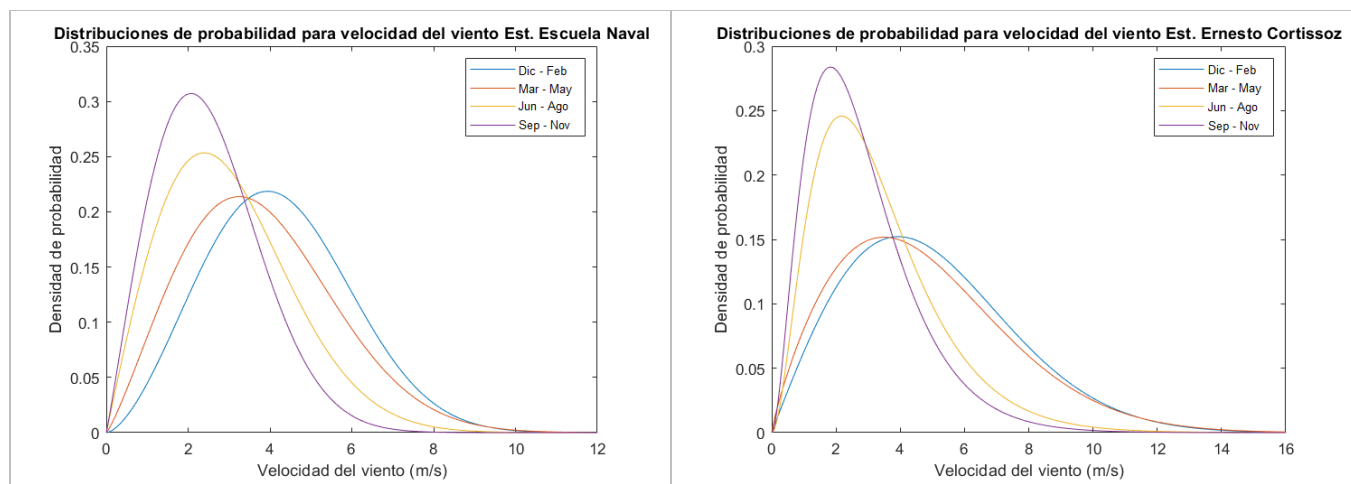 Distribuciones de probabilidad para velocidad del viento Est. Escuela Naval
0.35
0.3
0.25
0.2
0.15
0.1
0.05
0
Densidad de probabilidad
Dic - Feb
Mar - May
Jun - Ago
Sep - Nov
0 2 4 6 8 10 12
Velocidad del viento (m/s)
Distribuciones de probabilidad para velocidad del viento Est. Ernesto Cortissoz
0.3
0.25
0.2
0.15
0.1
0.05
0
Densidad de probabilidad
Dic - Feb
Mar - May
Jun - Ago
Sep - Nov
0 2 4 6 8 10 12 14 16
Velocidad del viento (m/s)